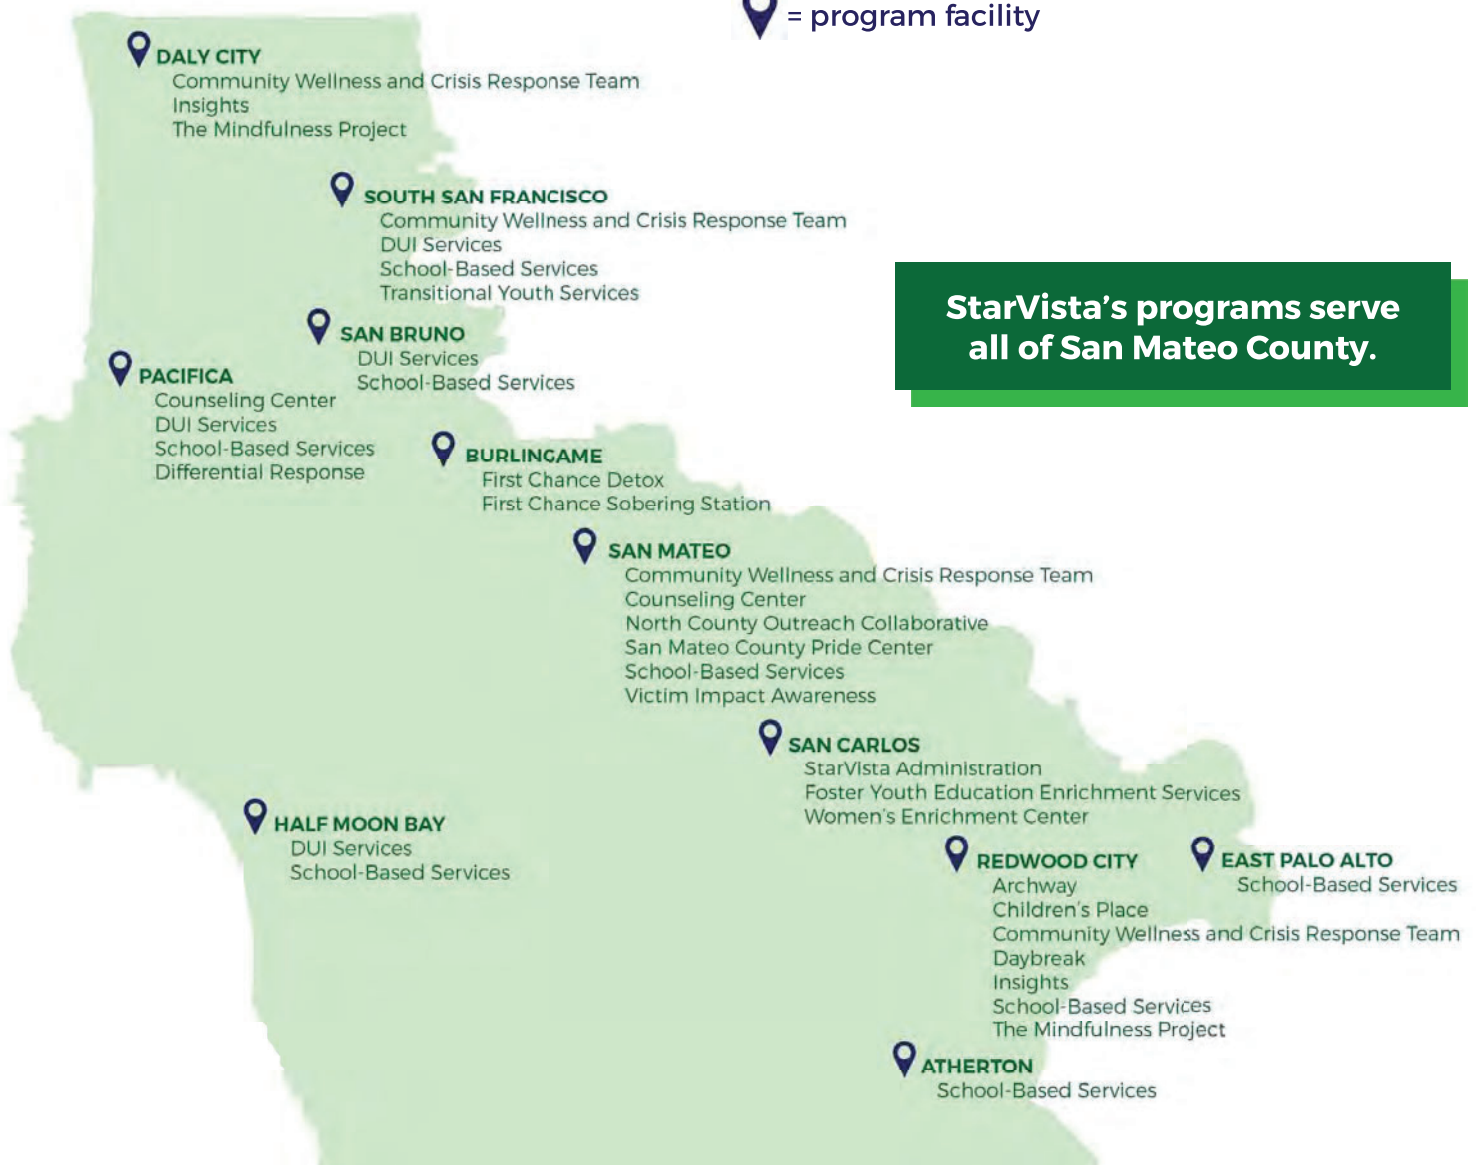 = program facility
DALY CITY
Community Wellness and Crisis Response Team
Insights
The Mindfulness Project
SOUTH SAN FRANCISCO
Community Wellness and Crisis Response Team
DUI Services
School-Based Services
Transitional Youth Services
StarVista's programs serve
all of San Mateo County.
SAN BRUNO
DUI Services
School-Based Services
PACIFICA
Counseling Center
DUI Services
School-Based Services
Differential Response
BURLINGAME
First Chance Detox
First Chance Sobering Station
SAN MATEO
Community Wellness and Crisis Response Team
Counseling Center
North County Outreach Collaborative
San Mateo County Pride Center
School-Based Services
Victim Impact Awareness
SAN CARLOS
StarVista Administration
Foster Youth Education Enrichment Services
Women's Enrichment Center
HALF MOON BAY
DUI Services
School-Based Services
REDWOOD CITY
Archway
Children's Place
Community Wellness and Crisis Response Team
Daybreak
Insights
School-Based Services
The Mindfulness Project
EAST PALO ALTO
School-Based Services
ATHERTON
School-Based Services